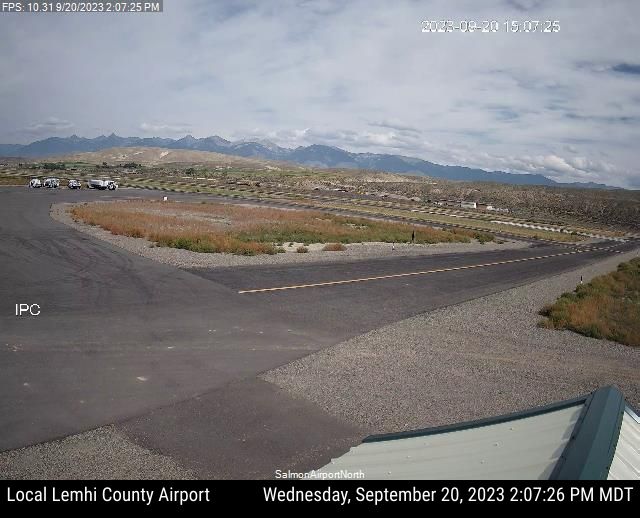 FPS: 10.31 9/20/2023 2:07:25 PM
2023-09-20 15:07:25
IPC
SalmonAirportNorth
Local Lemhi County Airport Wednesday, September 20, 2023 2:07:26 PM MDT